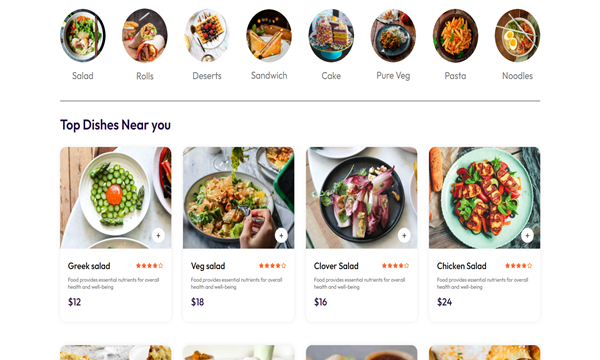 Salad Rolls Deserts Sandwich Cake Pure Veg Pasta Noodles
Top Dishes Near you
Greek salad
Food provides essential nutrients for overall
health and well-being
$12
Veg salad
Food provides essential nutrients for overall
health and well-being
$18
Clover Salad
Food provides essential nutrients for overall
health and well-being
$16
Chicken Salad
Food provides essential nutrients for overall
health and well-being
$24